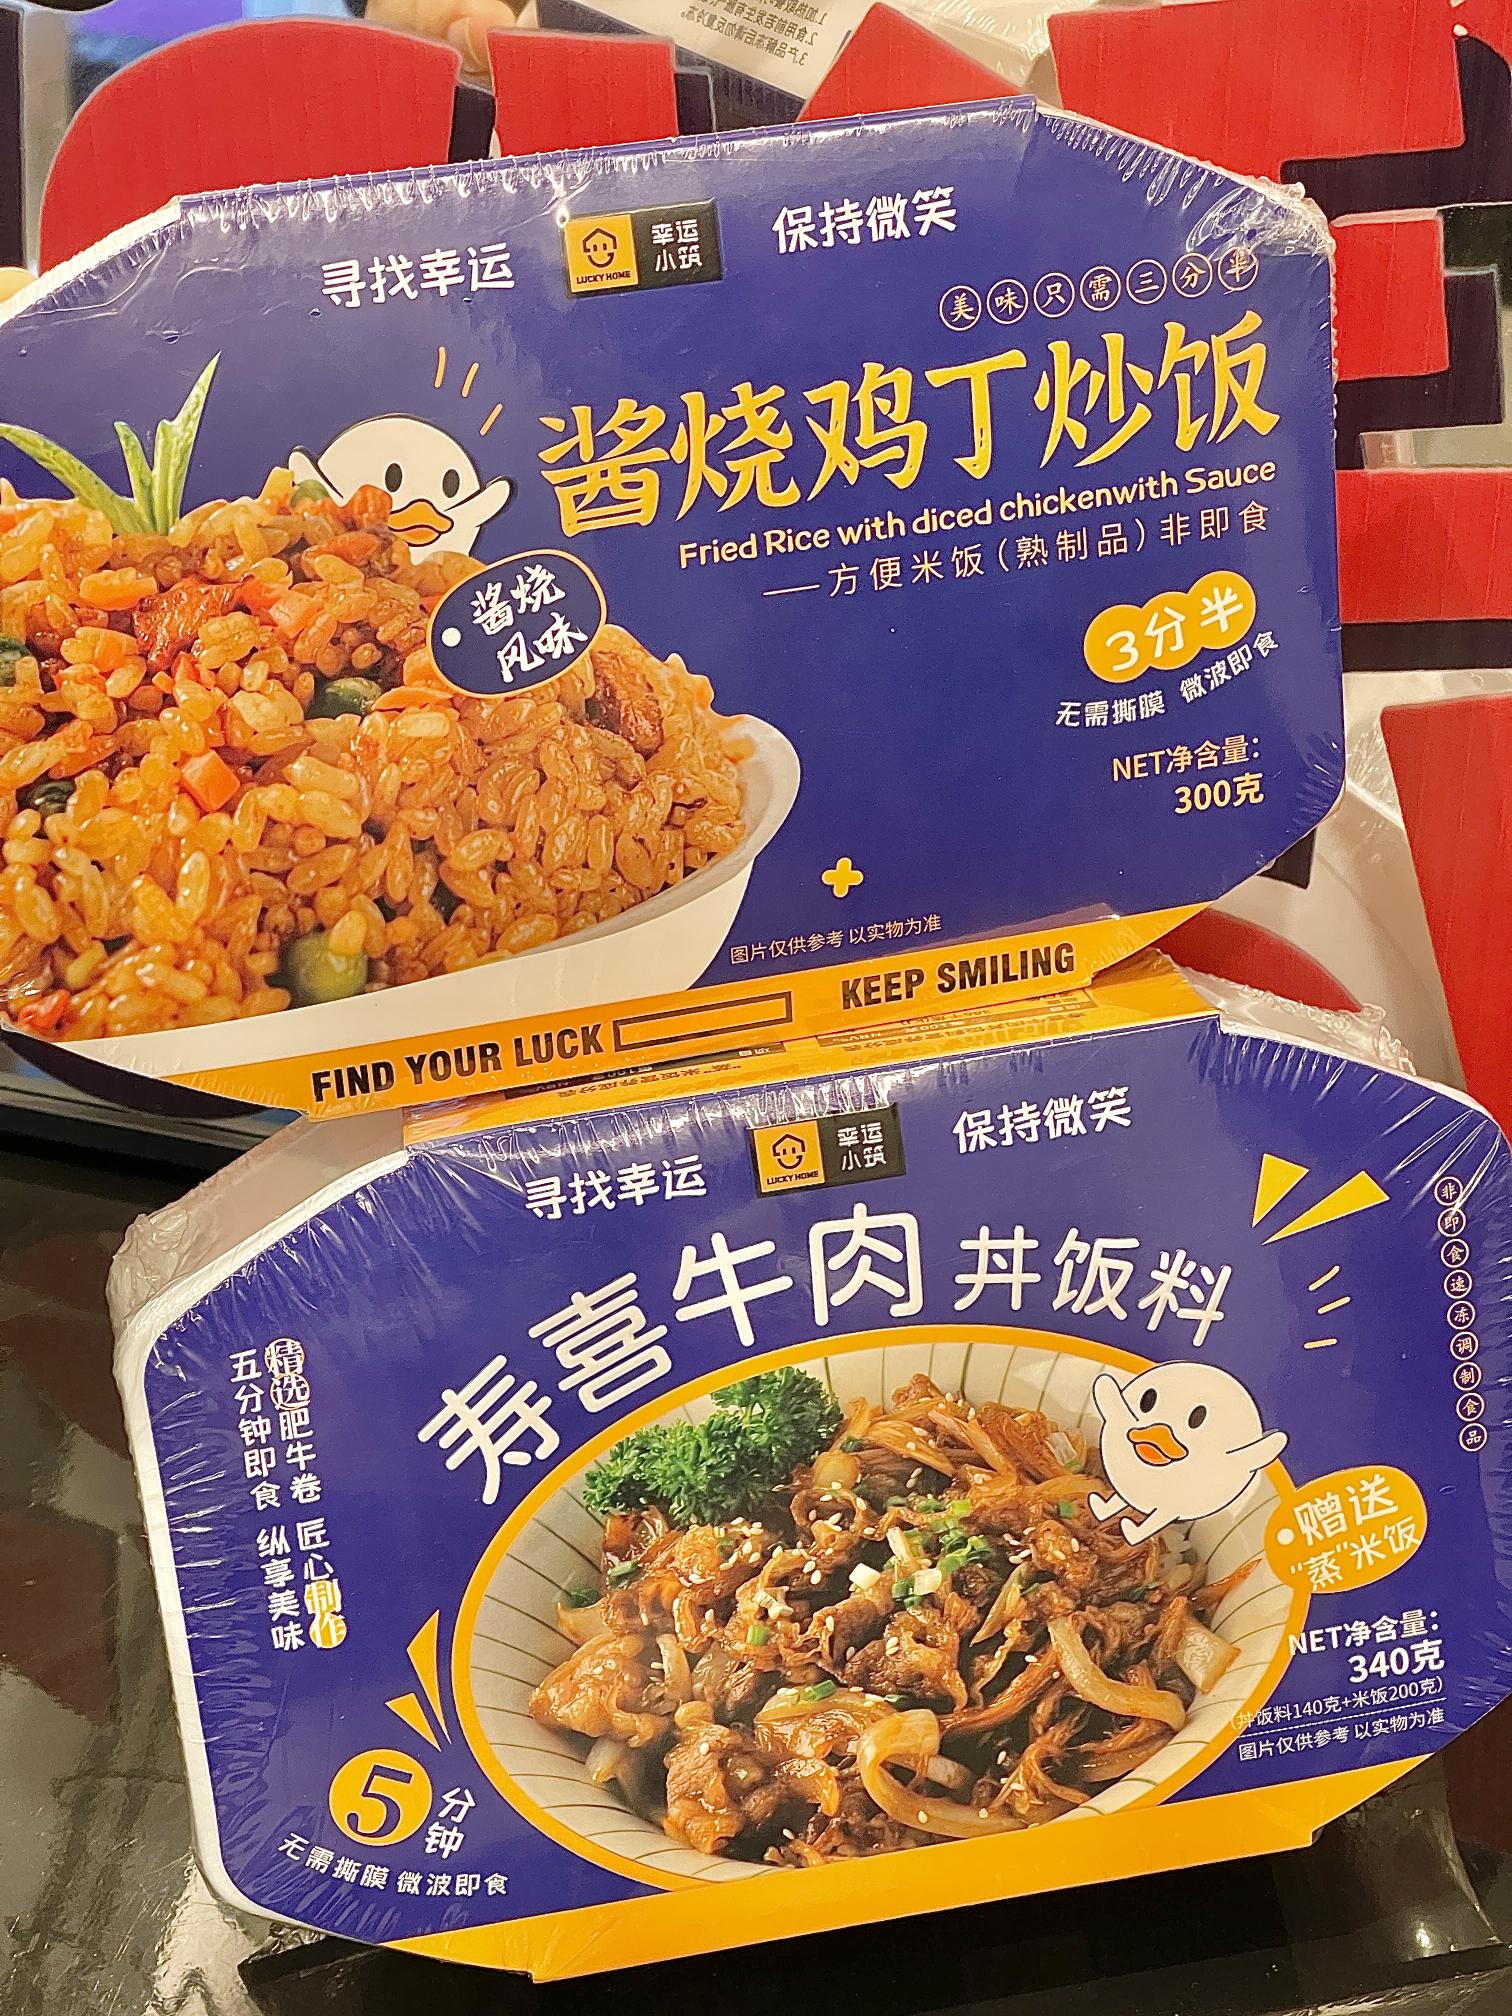 寻找幸运
LUCKY HOME
幸运
小筑
保持微笑
美味只需三分半
酱烧鸡丁炒饭
Fried Rice with diced chickenwith Sauce
——方便米饭（熟制品）非即食
酱烧
风味
3分半
无需撕膜 微波即食
NET净含量：
300克
图片仅供参考 以实物为准
FIND YOUR LUCK
KEEP SMILING
寻找幸运
LUCKY HOME
幸运
小筑
保持微笑
寿喜牛肉丼饭料
非即食速冻调制食品
精选肥牛卷 匠心制作
五分钟即食 纵享美味
赠送
“蒸”米饭
NET净含量：
340克
（丼饭料140克+米饭200克）
图片仅供参考 以实物为准
5分钟
无需撕膜 微波即食